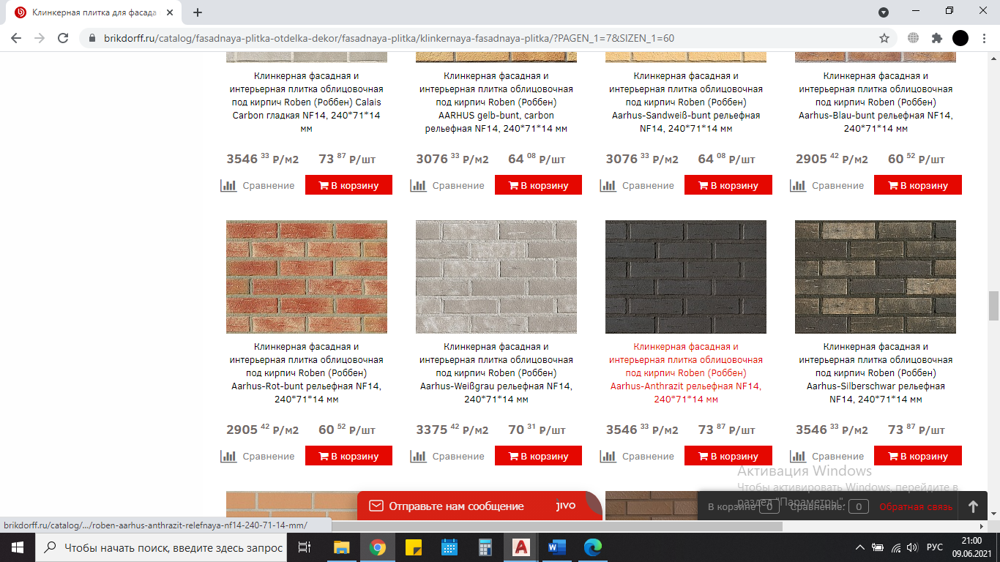 Клинкерная плитка для фасада
brikdorff.ru/catalog/fasadnaya-plitka-otdelka-dekor/fasadnaya-plitka/klinkernaya-fasadnaya-plitka/?PAGEN_1=7&SIZEN_1=60
Клинкерная фасадная и
интерьерная плитка облицовочная
под кирпич Roben (Роббен) Calais
Carbon гладкая NF14, 240*71*14
мм
3546 33 Р/м2 73 87 Р/шт
Сравнение В корзину
Клинкерная фасадная и
интерьерная плитка облицовочная
под кирпич Roben (Роббен)
AARHUS gelb-bunt, carbon
рельефная NF14, 240*71*14 мм
3076 33 Р/м2 64 08 Р/шт
Сравнение В корзину
Клинкерная фасадная и
интерьерная плитка облицовочная
под кирпич Roben (Роббен)
Aarhus-Sandweiß-bunt рельефная
NF14, 240*71*14 мм
3076 33 Р/м2 64 08 Р/шт
Сравнение В корзину
Клинкерная фасадная и
интерьерная плитка облицовочная
под кирпич Roben (Роббен)
Aarhus-Blau-bunt рельефная NF14,
240*71*14 мм
2905 42 Р/м2 60 52 Р/шт
Сравнение В корзину
Клинкерная фасадная и
интерьерная плитка облицовочная
под кирпич Roben (Роббен)
Aarhus-Rot-bunt рельефная NF14,
240*71*14 мм
2905 42 Р/м2 60 52 Р/шт
Сравнение В корзину
Клинкерная фасадная и
интерьерная плитка облицовочная
под кирпич Roben (Роббен)
Aarhus-Weißgrau рельефная NF14,
240*71*14 мм
3375 42 Р/м2 70 31 Р/шт
Сравнение В корзину
Клинкерная фасадная и
интерьерная плитка облицовочная
под кирпич Roben (Роббен)
Aarhus-Anthrazit рельефная NF14,
240*71*14 мм
3546 33 Р/м2 73 87 Р/шт
Сравнение В корзину
Клинкерная фасадная и
интерьерная плитка облицовочная
под кирпич Roben (Роббен)
Aarhus-Silberschwar рельефная
NF14, 240*71*14 мм
3546 33 Р/м2 73 87 Р/шт
Сравнение В корзину
Активация Windows
Чтобы активировать Windows, перейдите в
раздел "Параметры".
Отправьте нам сообщение jivo
В корзине 0 Сравнение: 0 Обратная связь
brikdorff.ru/catalog/.../roben-aarhus-anthrazit-relefnaya-nf14-240-71-14-mm/
Чтобы начать поиск, введите здесь запрос
РУС
21:00
09.06.2021